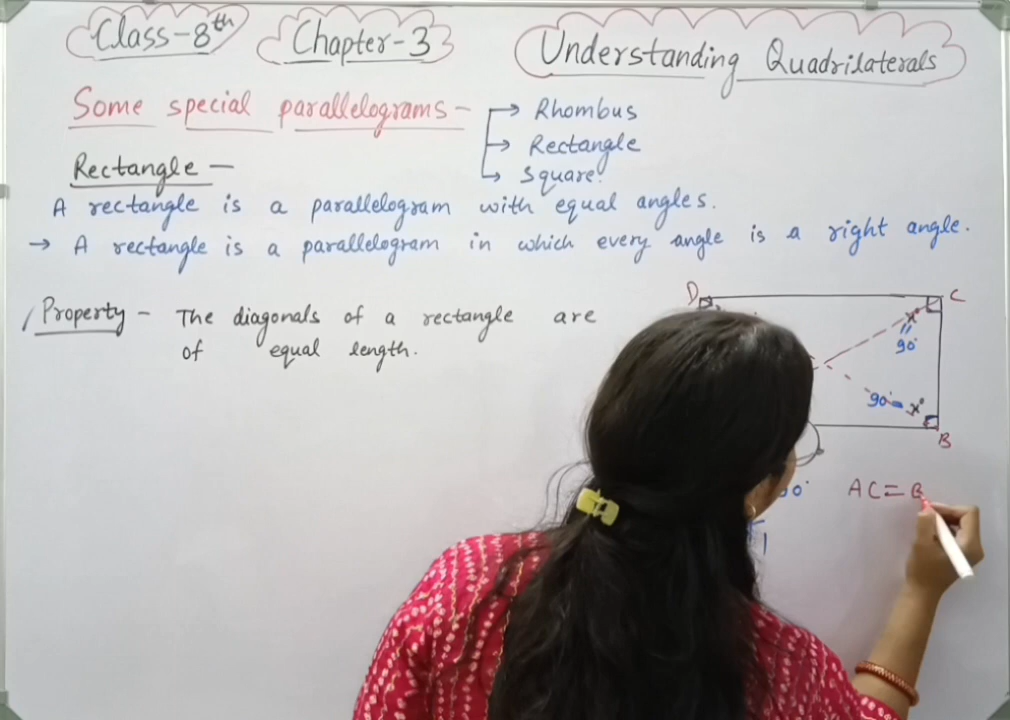 Class-8th Chapter-3 Understanding Quadrilaterals
Some special parallelograms - → Rhombus
→ Rectangle
→ Square.
Rectangle -
A rectangle is a parallelogram with equal angles.
→ A rectangle is a parallelogram in which every angle is a right angle.
Property - The diagonals of a rectangle are
of equal length.
D C
x°
90°
90°- x°
B
AC = B